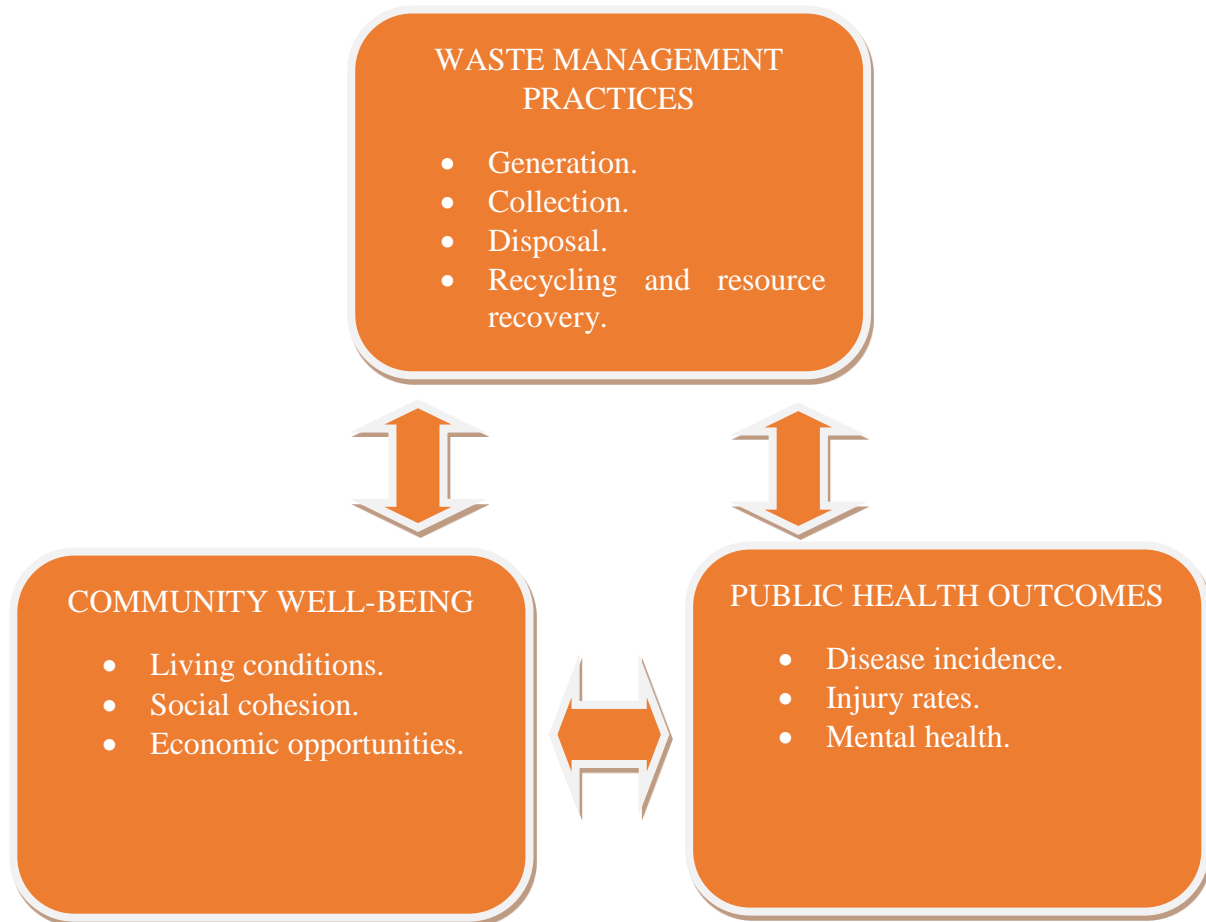 WASTE MANAGEMENT
PRACTICES
• Generation.
• Collection.
• Disposal.
• Recycling and resource
recovery.
COMMUNITY WELL-BEING
• Living conditions.
• Social cohesion.
• Economic opportunities.
PUBLIC HEALTH OUTCOMES
• Disease incidence.
• Injury rates.
• Mental health.